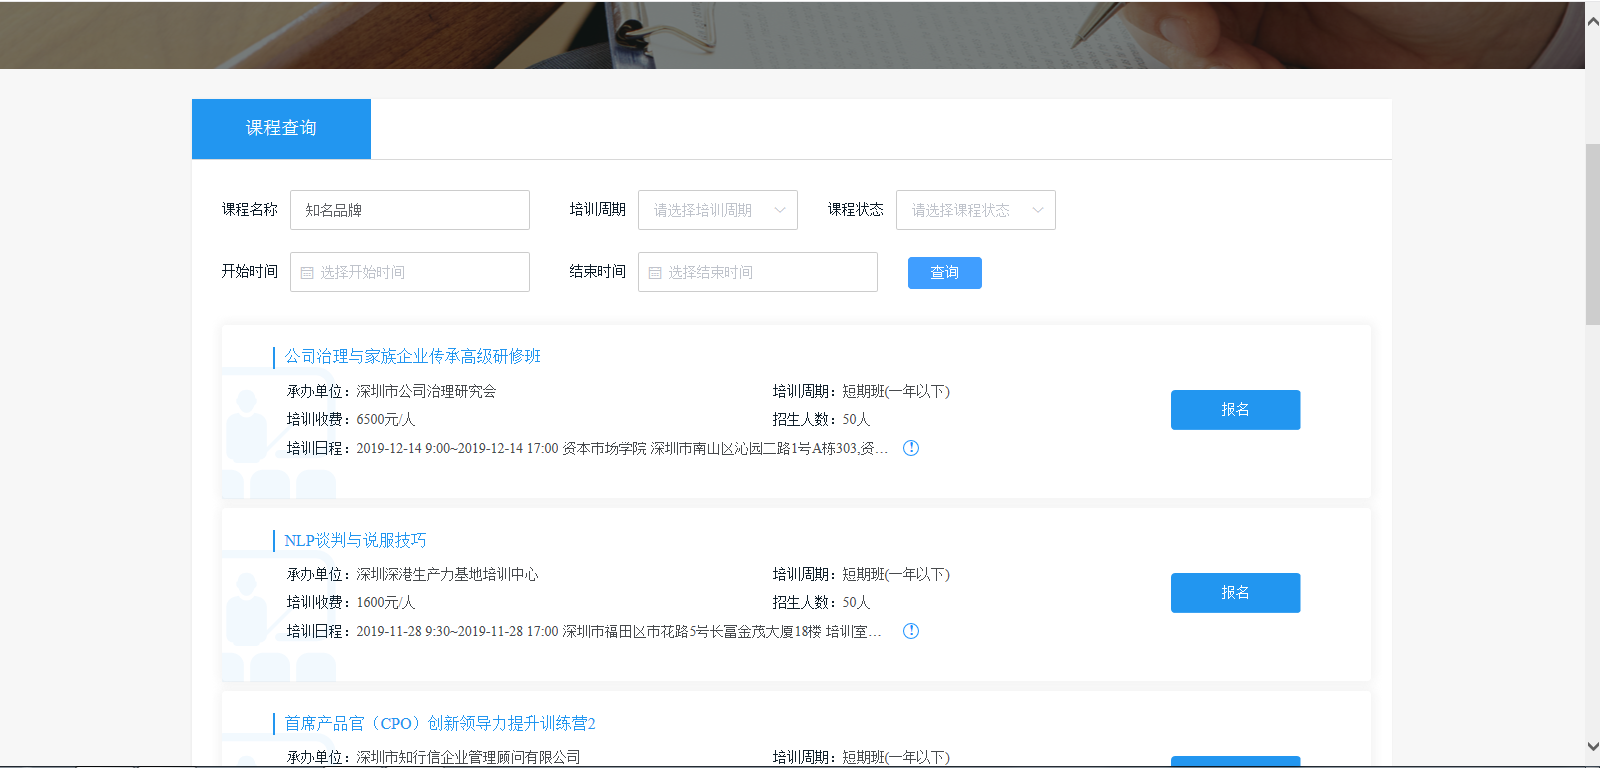 课程查询
课程名称 知名品牌 培训周期 请选择培训周期 课程状态 请选择课程状态
开始时间 选择开始时间 结束时间 选择结束时间 查询
公司治理与家族企业传承高级研修班
承办单位：深圳市公司治理研究会 培训周期：短期班(一年以下)
培训收费：6500元/人 招生人数：50人 报名
培训日程：2019-12-14 9:00~2019-12-14 17:00 资本市场学院 深圳市南山区沁园二路1号A栋303,资...
NLP谈判与说服技巧
承办单位：深圳深港生产力基地培训中心 培训周期：短期班(一年以下)
培训收费：1600元/人 招生人数：50人 报名
培训日程：2019-11-28 9:30~2019-11-28 17:00 深圳市福田区市花路5号长富金茂大厦18楼 培训室...
首席产品官（CPO）创新领导力提升训练营2
承办单位：深圳市知行信企业管理顾问有限公司 培训周期：短期班(一年以下)